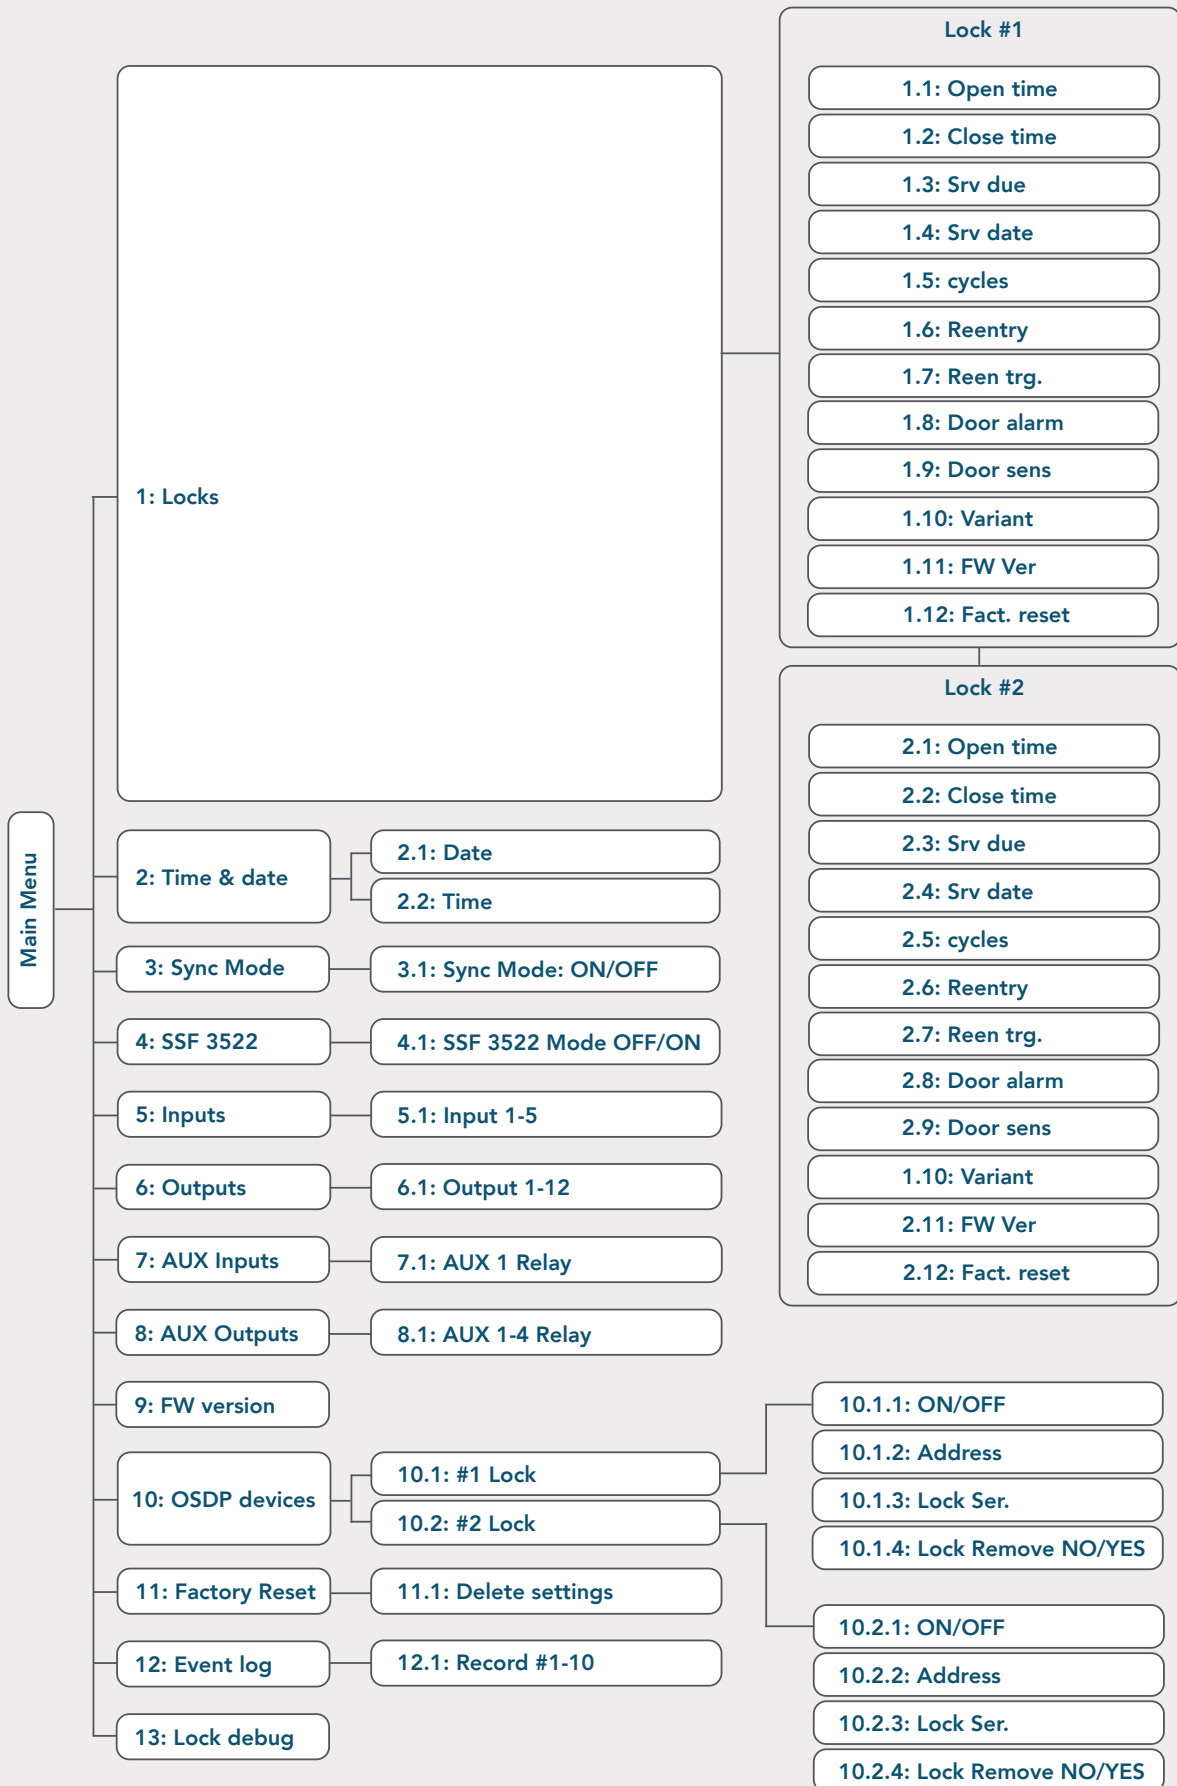 Main Menu
1: Locks
Lock #1
1.1: Open time
1.2: Close time
1.3: Srv due
1.4: Srv date
1.5: cycles
1.6: Reentry
1.7: Reen trg.
1.8: Door alarm
1.9: Door sens
1.10: Variant
1.11: FW Ver
1.12: Fact. reset
Lock #2
2.1: Open time
2.2: Close time
2.3: Srv due
2.4: Srv date
2.5: cycles
2.6: Reentry
2.7: Reen trg.
2.8: Door alarm
2.9: Door sens
1.10: Variant
2.11: FW Ver
2.12: Fact. reset
2: Time & date
2.1: Date
2.2: Time
3: Sync Mode
3.1: Sync Mode: ON/OFF
4: SSF 3522
4.1: SSF 3522 Mode OFF/ON
5: Inputs
5.1: Input 1-5
6: Outputs
6.1: Output 1-12
7: AUX Inputs
7.1: AUX 1 Relay
8: AUX Outputs
8.1: AUX 1-4 Relay
9: FW version
10: OSDP devices
10.1: #1 Lock
10.1.1: ON/OFF
10.1.2: Address
10.1.3: Lock Ser.
10.1.4: Lock Remove NO/YES
10.2: #2 Lock
10.2.1: ON/OFF
10.2.2: Address
10.2.3: Lock Ser.
10.2.4: Lock Remove NO/YES
11: Factory Reset
11.1: Delete settings
12: Event log
12.1: Record #1-10
13: Lock debug